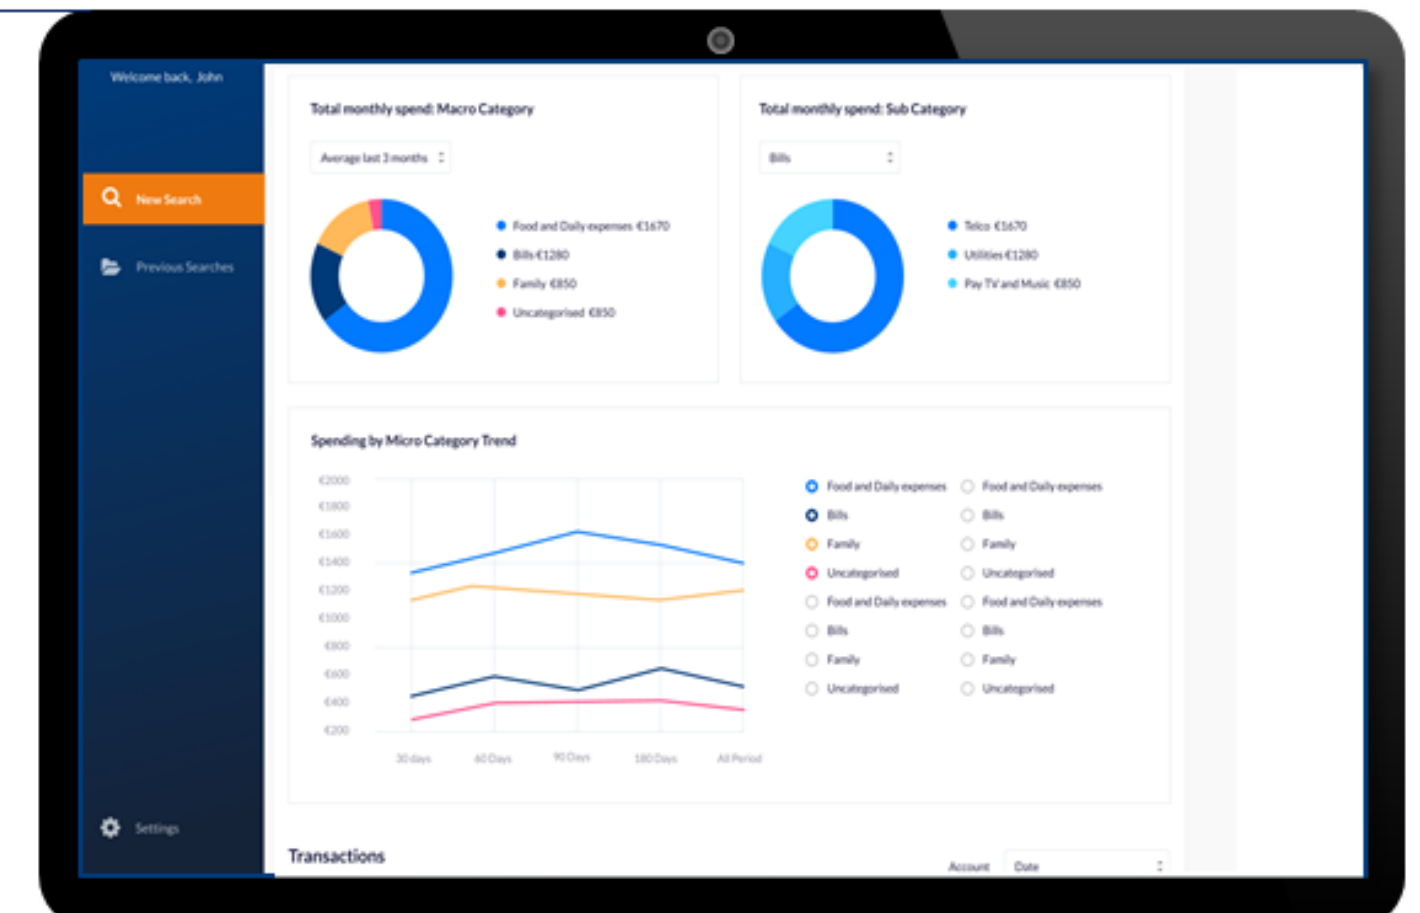 Welcome back, John
New Search
Previous Searches
Settings
Total monthly spend: Macro Category
Average last 3 months
Food and Daily expenses €1670
Bills €1280
Family €850
Uncategorised €850
Total monthly spend: Sub Category
Bills
Telco €1670
Utilities €1280
Pay TV and Music €850
Spending by Micro Category Trend
€2000
€1800
€1600
€1400
€1200
€1000
€800
€600
€400
€200
30 days 60 Days 90 Days 180 Days All Period
Food and Daily expenses Food and Daily expenses
Bills Bills
Family Family
Uncategorised Uncategorised
Food and Daily expenses Food and Daily expenses
Bills Bills
Family Family
Uncategorised Uncategorised
Transactions
Account Date